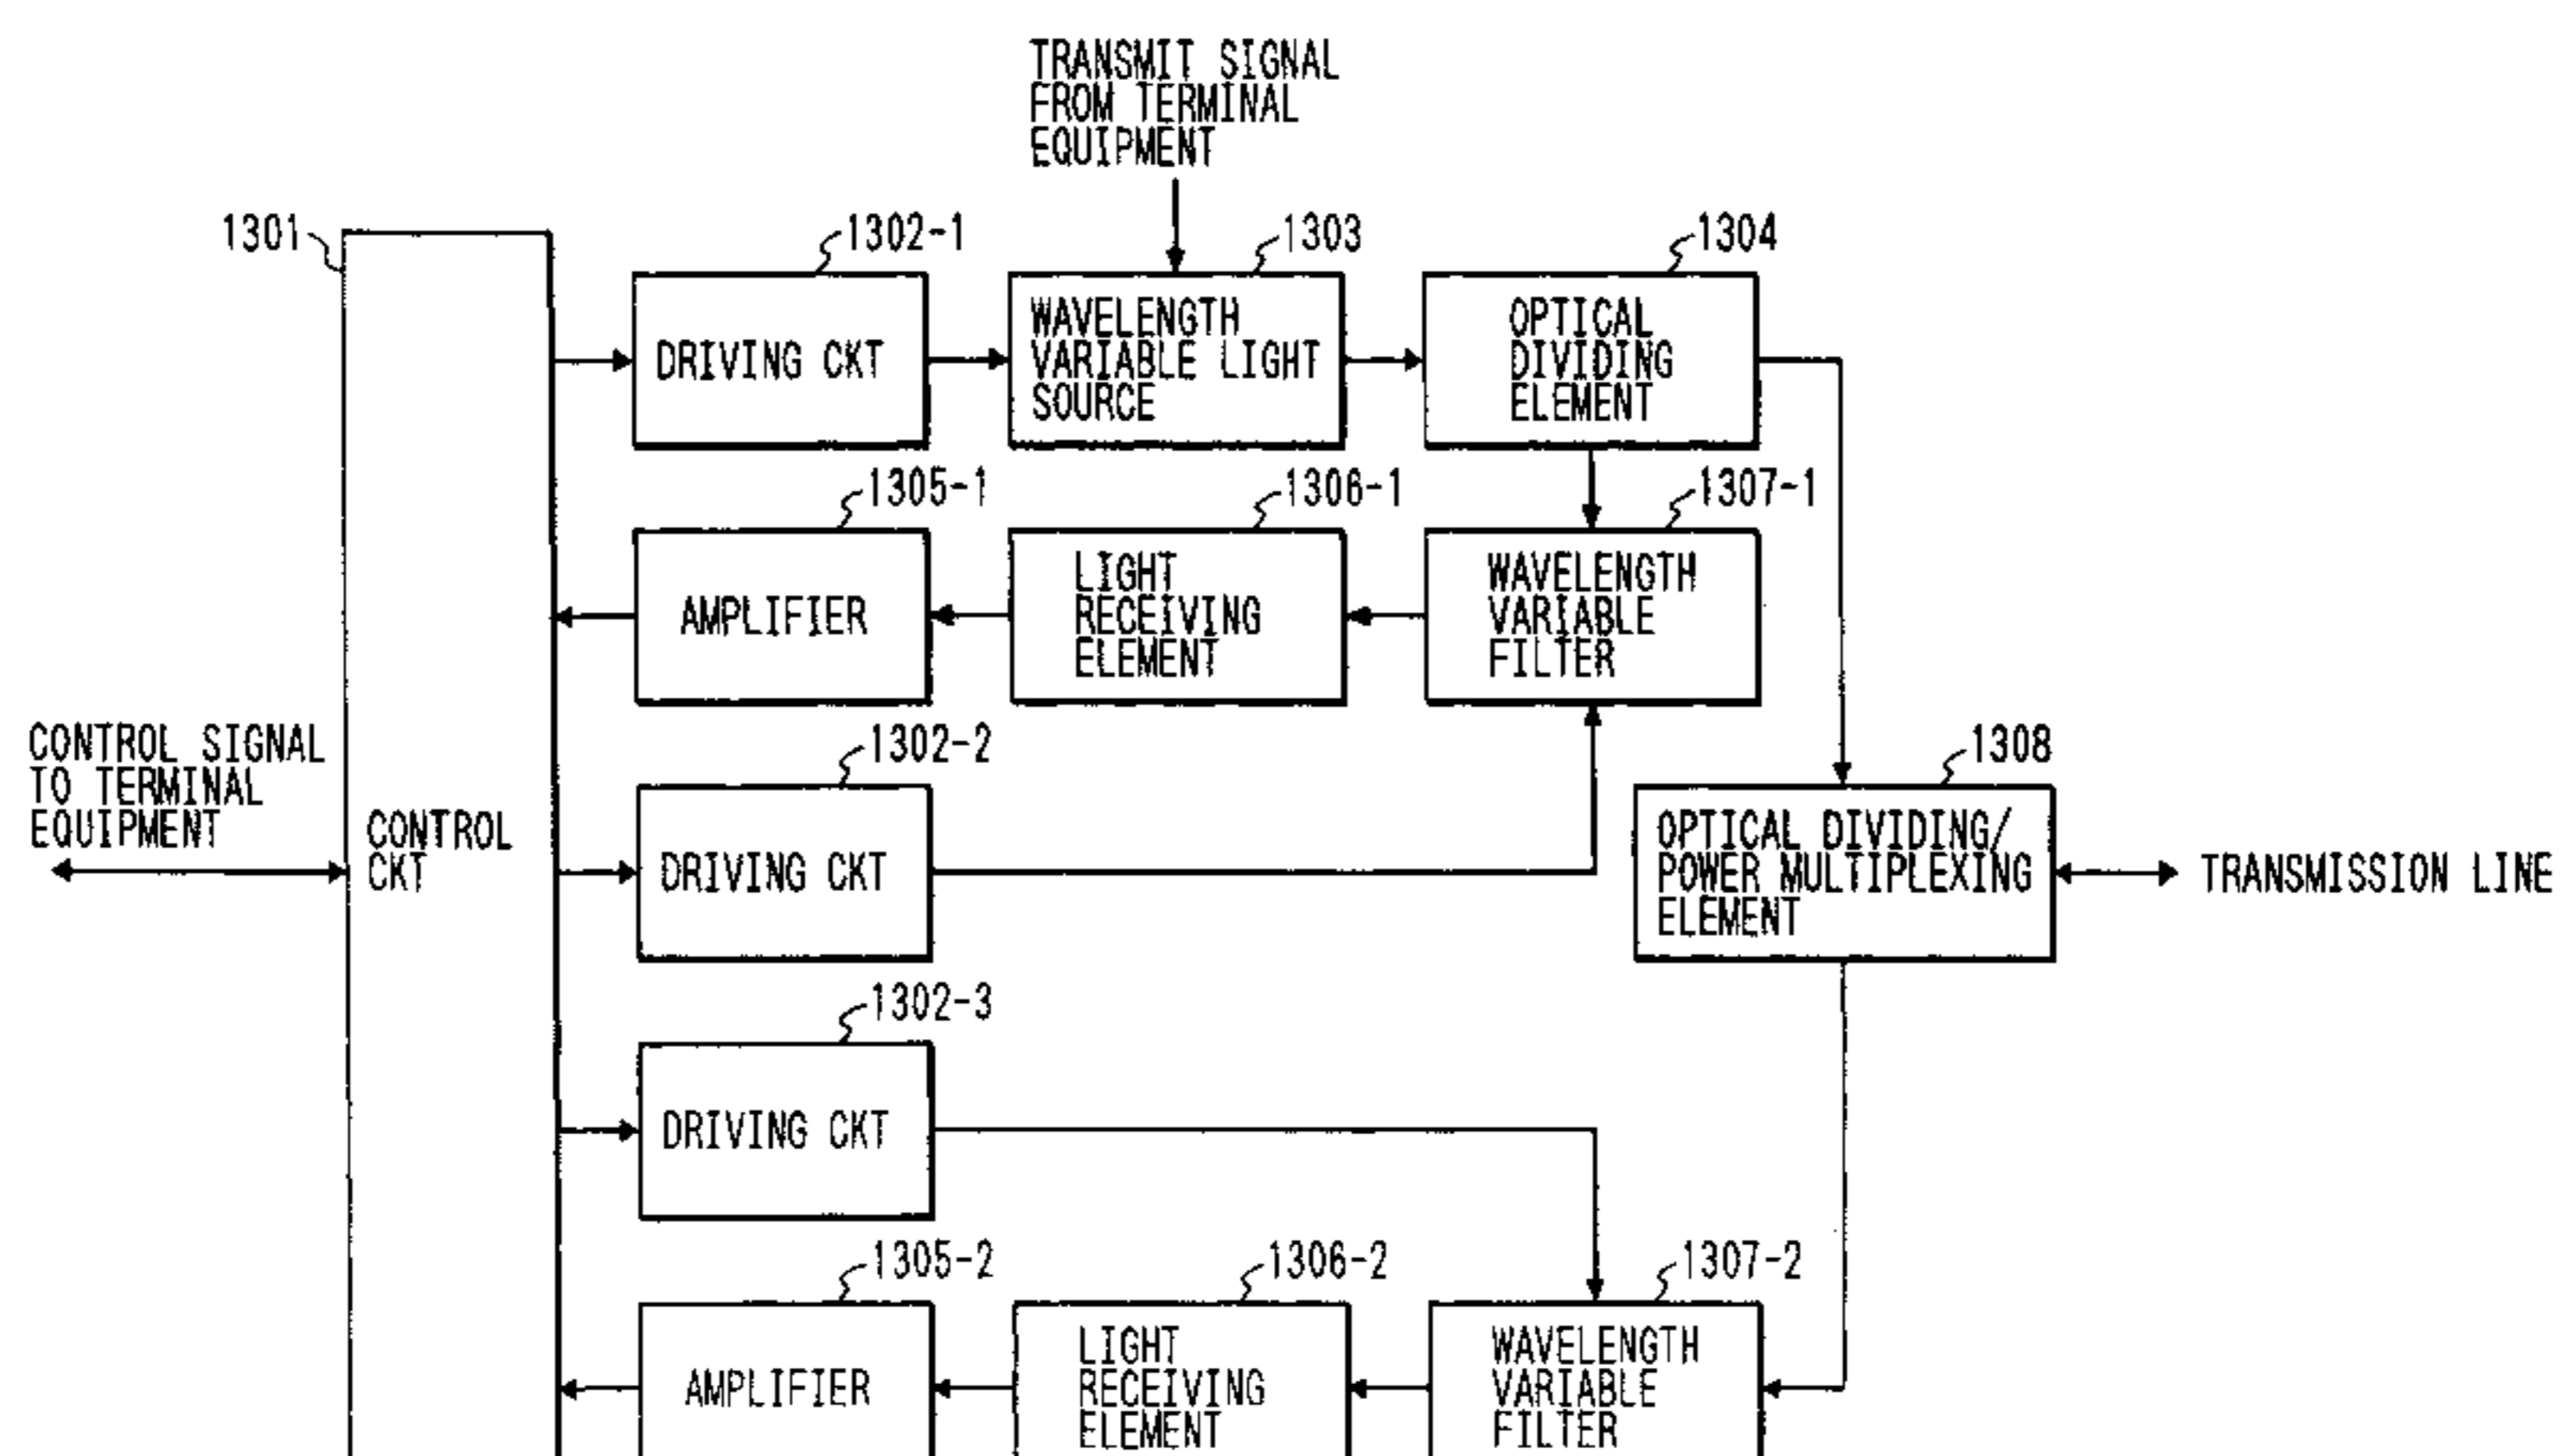 TRANSMIT SIGNAL
FROM TERMINAL
EQUIPMENT
1301
1302-1
1303
1304
DRIVING CKT
WAVELENGTH
VARIABLE LIGHT
SOURCE
OPTICAL
DIVIDING
ELEMENT
1305-1
1306-1
1307-1
AMPLIFIER
LIGHT
RECEIVING
ELEMENT
WAVELENGTH
VARIABLE
FILTER
CONTROL SIGNAL
TO TERMINAL
EQUIPMENT
CONTROL
CKT
1302-2
DRIVING CKT
1308
OPTICAL DIVIDING/
POWER MULTIPLEXING
ELEMENT
TRANSMISSION LINE
1302-3
DRIVING CKT
1305-2
1306-2
1307-2
AMPLIFIER
LIGHT
RECEIVING
ELEMENT
WAVELENGTH
VARIABLE
FILTER